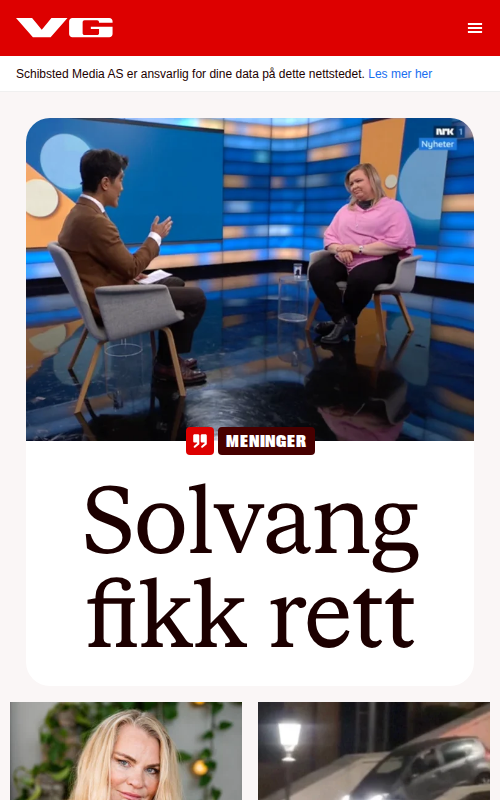 VG
Schibsted Media AS er ansvarlig for dine data på dette nettstedet. Les mer her
NRK 1
Nyheter
MENINGER
Solvang
fikk rett